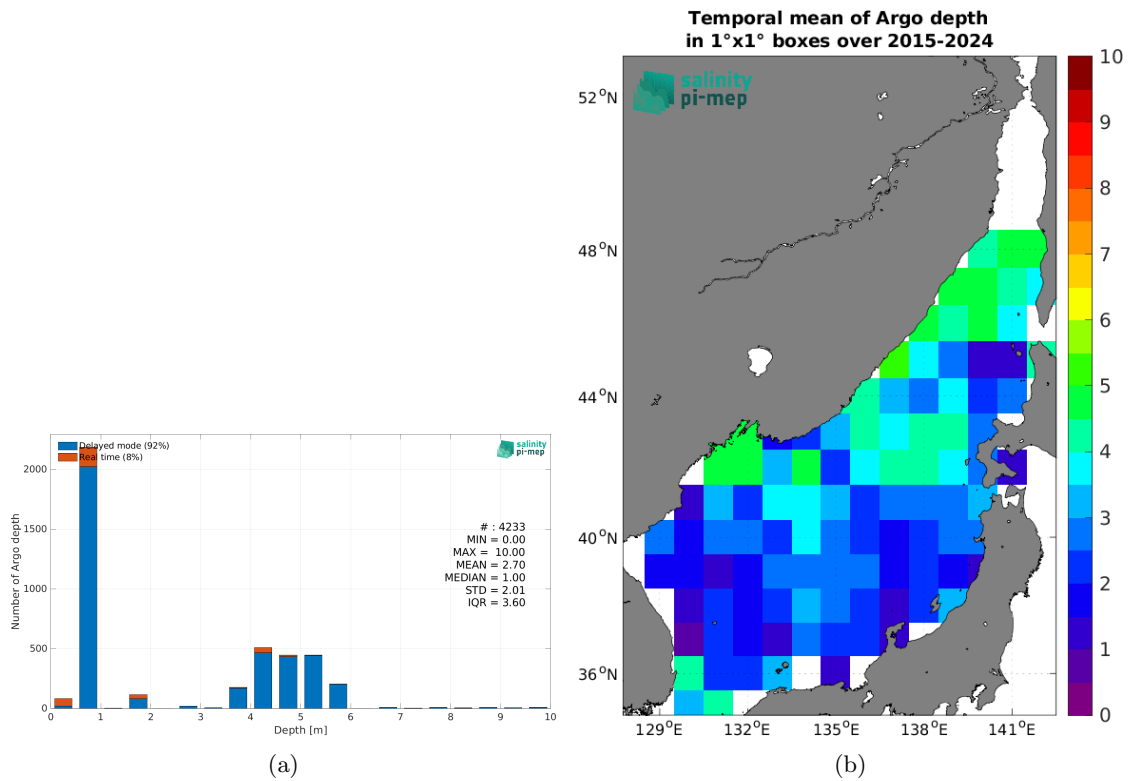 Delayed mode (92%)
Real time (8%)
salinity
pi-mep
# : 4233
MIN = 0.00
MAX = 10.00
MEAN = 2.70
MEDIAN = 1.00
STD = 2.01
IQR = 3.60
Number of Argo depth
2000
1500
1000
500
0
0 1 2 3 4 5 6 7 8 9 10
Depth [m]
(a)
Temporal mean of Argo depth
in 1°x1° boxes over 2015-2024
salinity
pi-mep
52°N
48°N
44°N
40°N
36°N
129°E 132°E 135°E 138°E 141°E
10
9
8
7
6
5
4
3
2
1
0
(b)